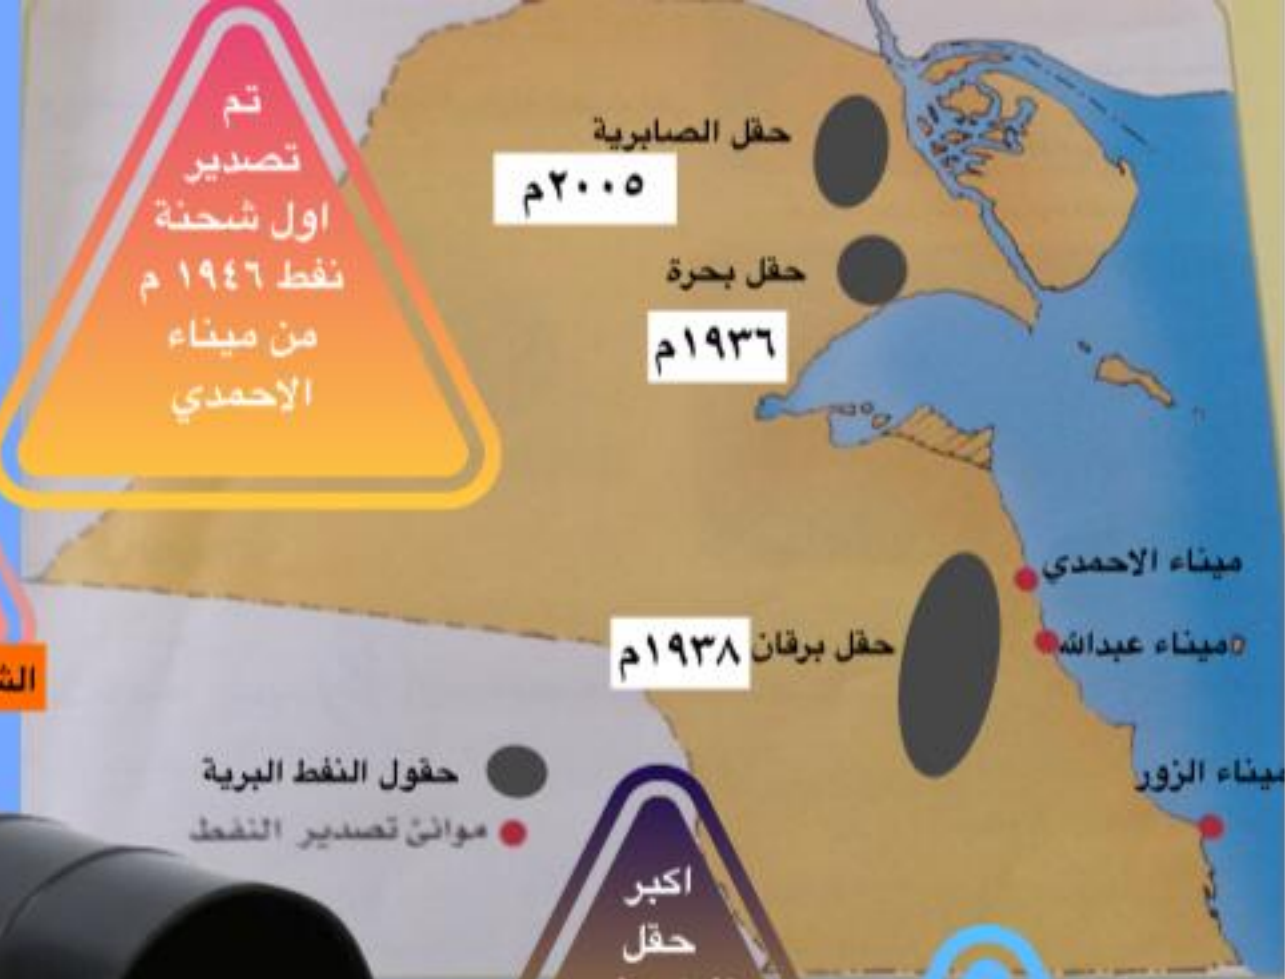 تم
تصدير
اول شحنة
نفط ١٩٤٦ م
من ميناء
الاحمدي
حقل الصابرية
٢٠٠٥م
حقل بحرة
١٩٣٦م
ميناء الاحمدي
ميناء عبدالله
حقل برقان ١٩٣٨م
ميناء الزور
حقول النفط البرية
موانئ تصدير النفط
اكبر
حقل